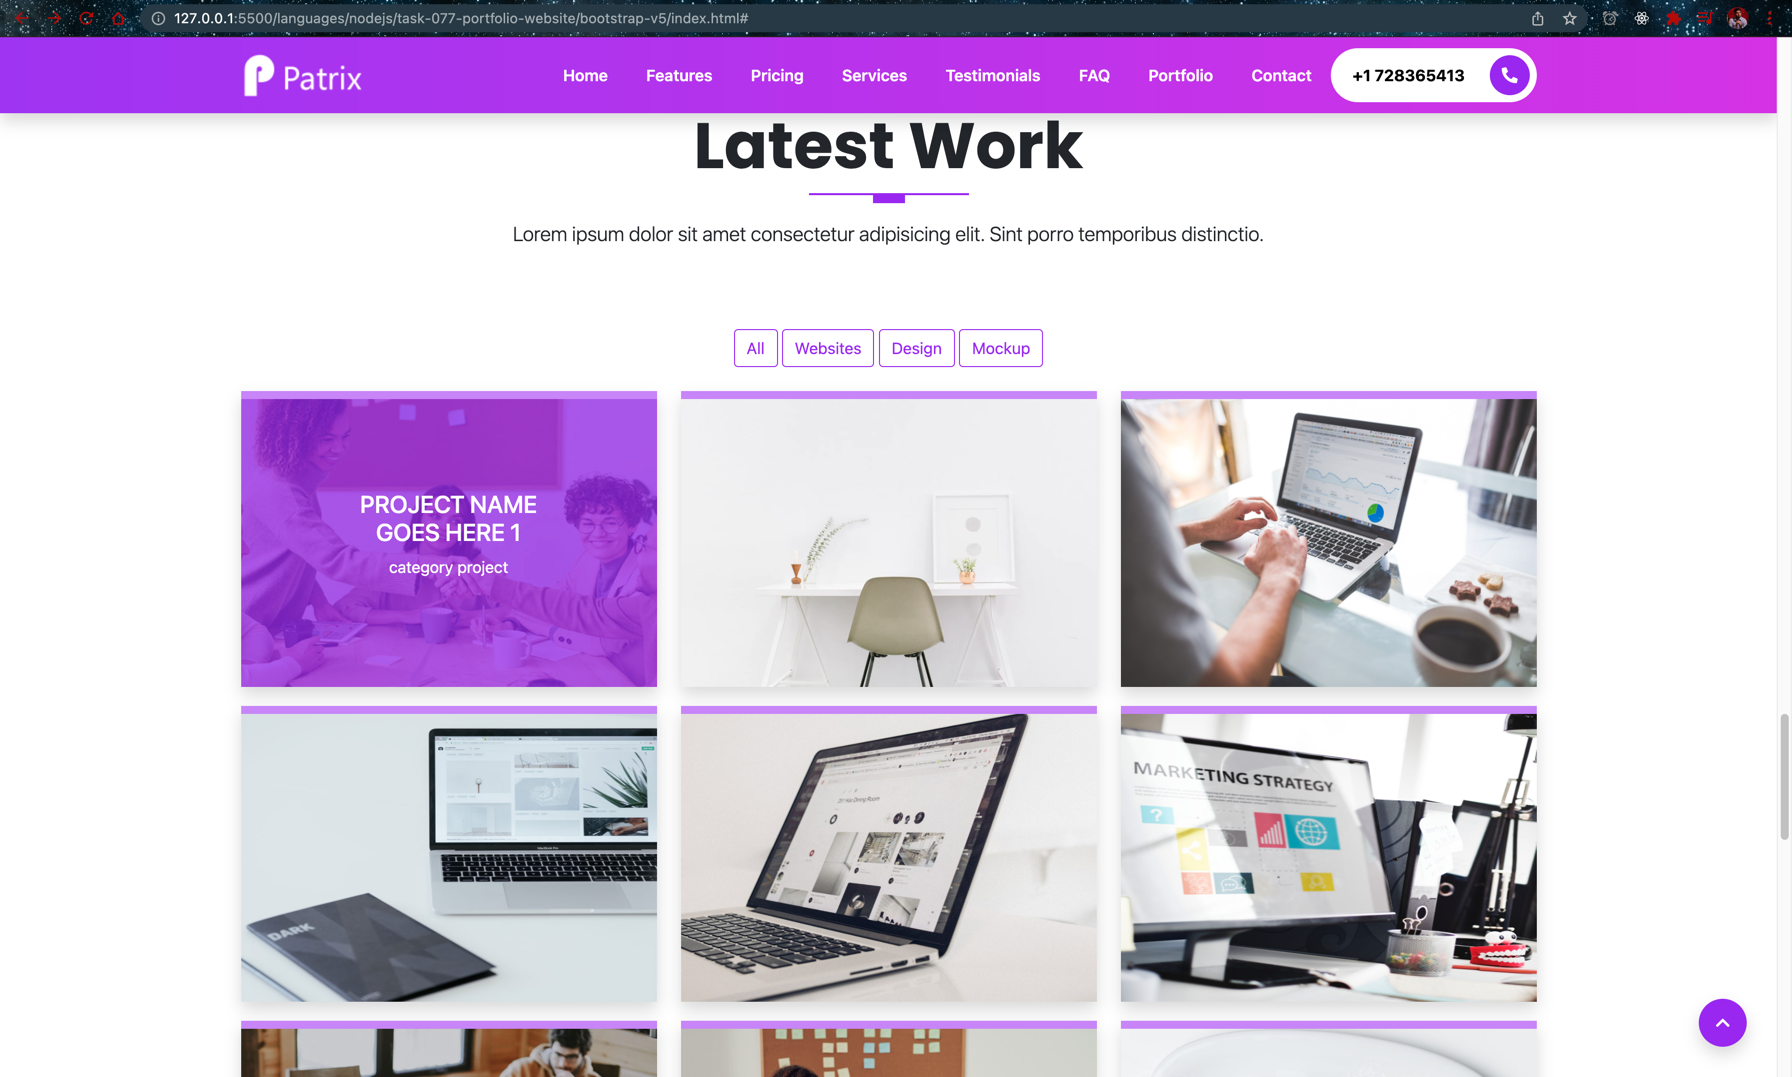 127.0.0.1:5500/languages/nodejs/task-077-portfolio-website/bootstrap-v5/index.html#
Patrix
Home Features Pricing Services Testimonials FAQ Portfolio Contact +1 728365413
Latest Work
Lorem ipsum dolor sit amet consectetur adipisicing elit. Sint porro temporibus distinctio.
All Websites Design Mockup
PROJECT NAME
GOES HERE 1
category project
MARKETING STRATEGY
DARK